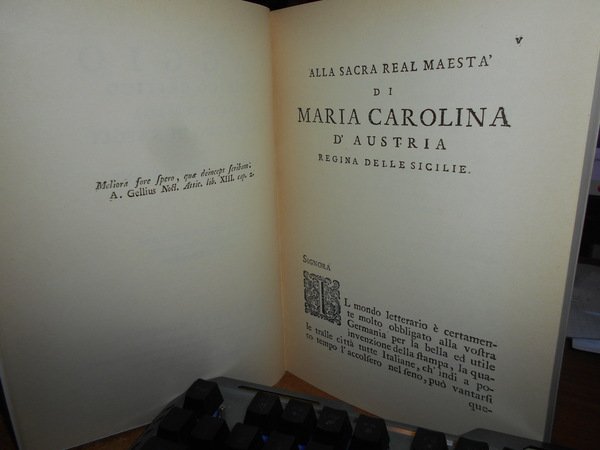 Meliora fore spero, quæ deinceps scribam:
A. Gellius Noct. Attic. lib. XIII. cap. 2.
v
ALLA SACRA REAL MAESTA'
DI
MARIA CAROLINA
D'AUSTRIA
REGINA DELLE SICILIE.
SIGNORA
IL mondo letterario è certamen-
te molto obbligato alla vostra
Germania per la bella ed utile
invenzione della stampa, la qua-
le tralle città tutte Italiane, ch' indi a po-
co tempo l'accolsero nel seno, può vantarsi
que-